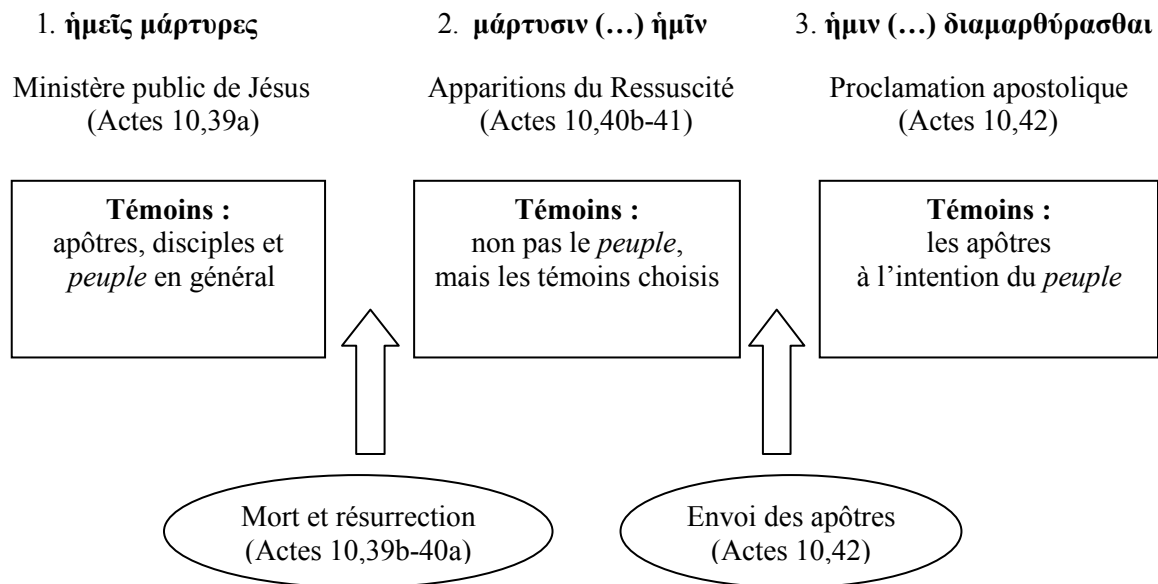 1. ἡμεῖς μάρτυρες
2. μάρτυσιν (…) ἡμῖν
3. ἡμιν (…) διαμαρθύρασθαι
Ministère public de Jésus
(Actes 10,39a)
Apparitions du Ressuscité
(Actes 10,40b-41)
Proclamation apostolique
(Actes 10,42)
Témoins :
apôtres, disciples et
peuple en général
Témoins :
non pas le peuple,
mais les témoins choisis
Témoins :
les apôtres
à l’intention du peuple
Mort et résurrection
(Actes 10,39b-40a)
Envoi des apôtres
(Actes 10,42)